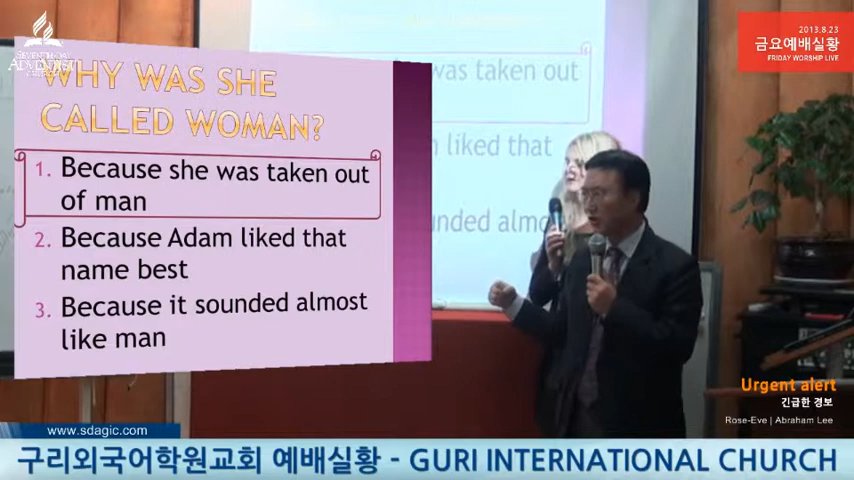 2013.8.23
금요예배실황
FRIDAY WORSHIP LIVE
SEVENTH-DAY
ADVENTIST
WHY WAS SHE
CALLED WOMAN?
1. Because she was taken out
of man
2. Because Adam liked that
name best
3. Because it sounded almost
like man
was taken out
liked that
ounded almo
Urgent alert
긴급한 경보
Rose-Eve | Abraham Lee
www.sdagic.com
구리외국어학원교회 예배실황 - GURI INTERNATIONAL CHURCH